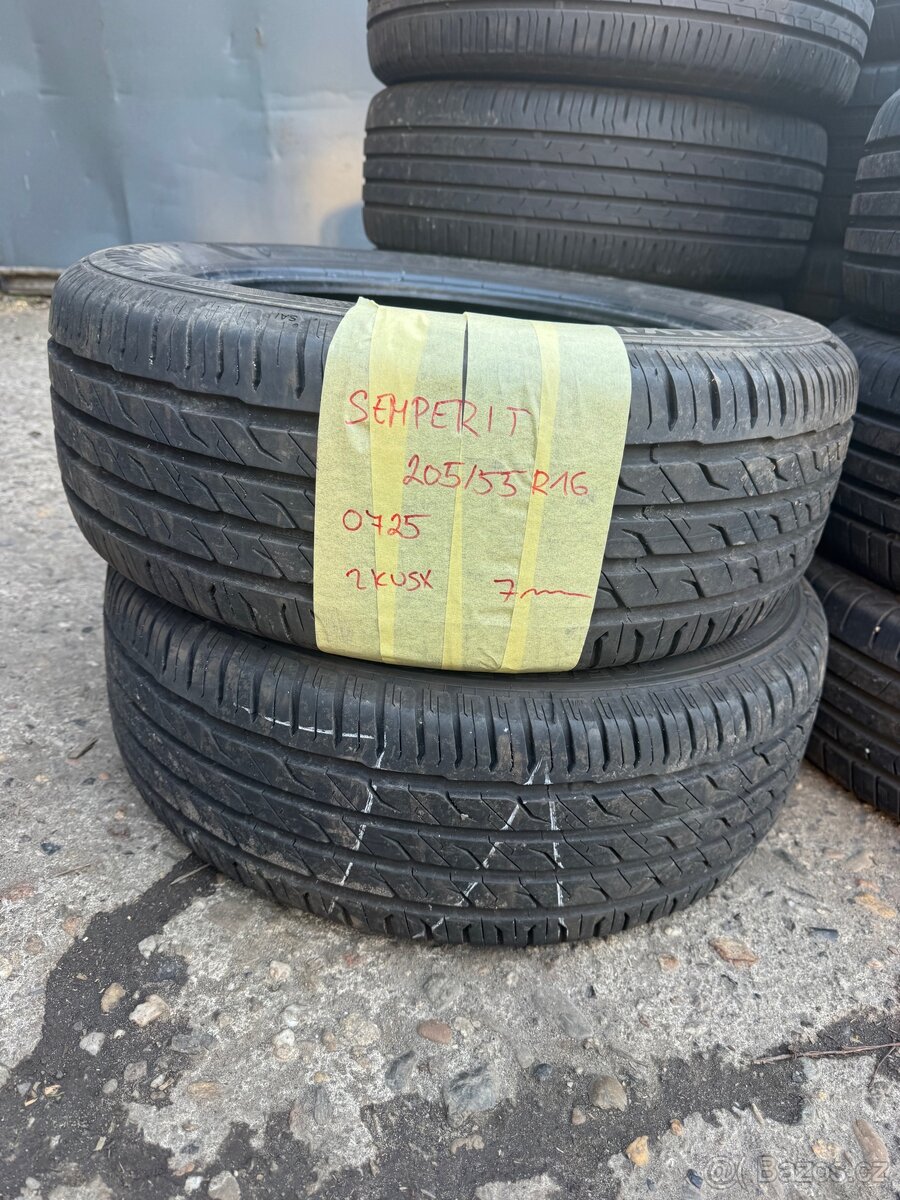 SEMPERIT
205/55 R16
0725
2KUSX 7mm
Bazos.cz